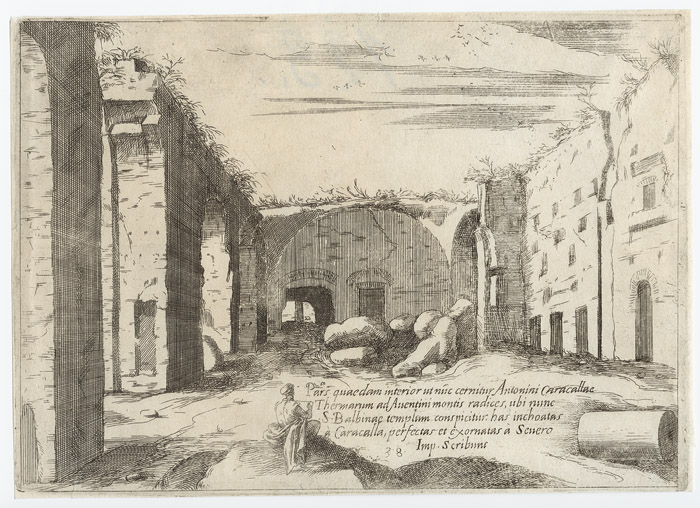 Pars quaedam interior ut nūc cernitur Antonini Caracallae
Thermarum ad Auentini montis radices, ubi nunc
S. Balbinae templum conspicitur. has inchoatas
a Caracalla, perfectas et exornatas à Seuero
Imp. Scribunt
38